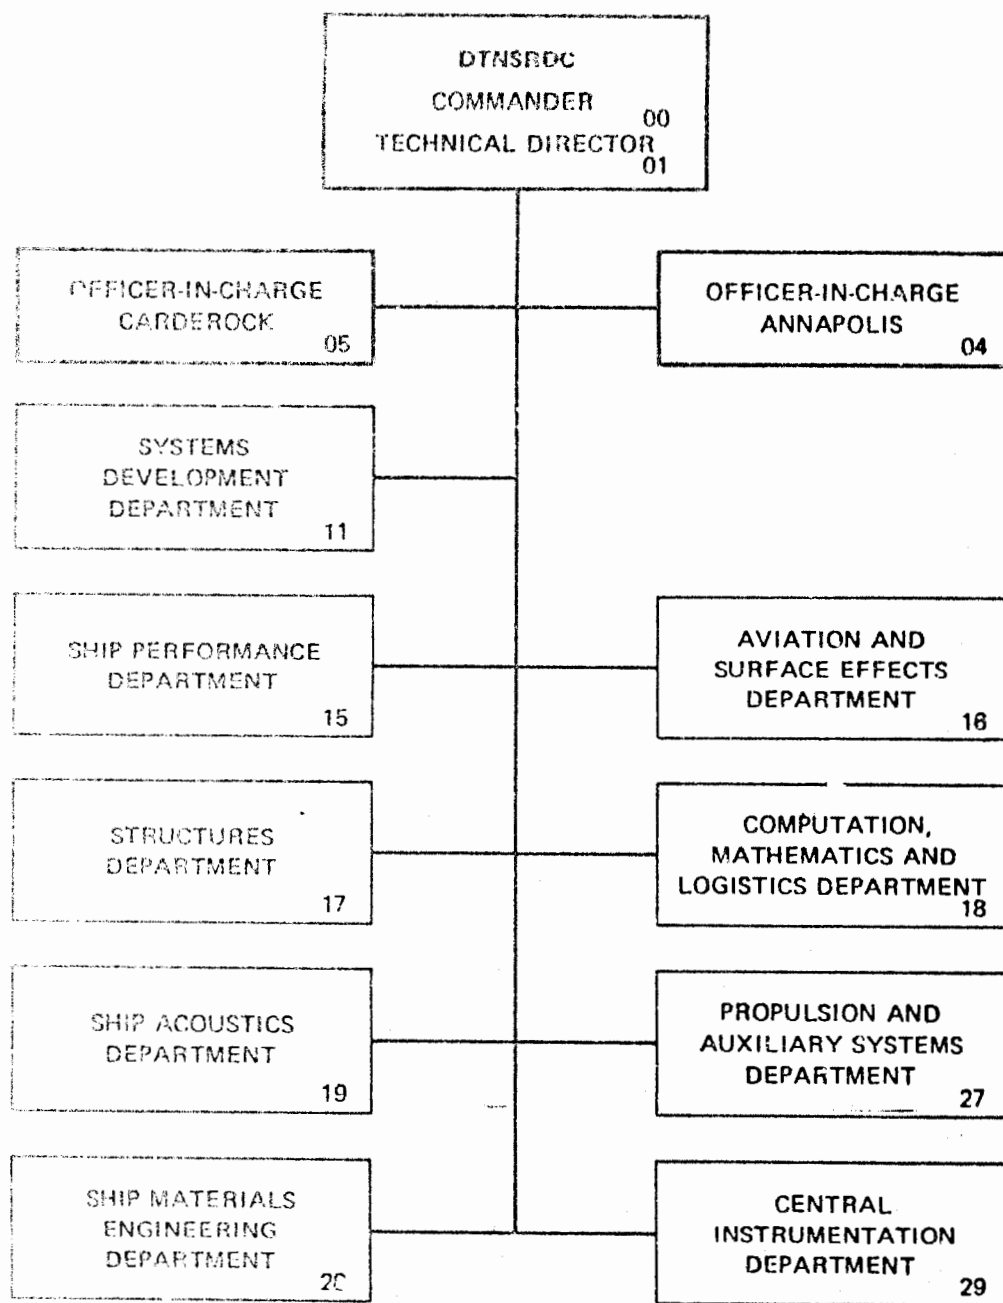 DTNSRDC
COMMANDER
00
TECHNICAL DIRECTOR
01
OFFICER-IN-CHARGE
CARDEROCK
05
OFFICER-IN-CHARGE
ANNAPOLIS
04
SYSTEMS
DEVELOPMENT
DEPARTMENT
11
SHIP PERFORMANCE
DEPARTMENT
15
AVIATION AND
SURFACE EFFECTS
DEPARTMENT
16
STRUCTURES
DEPARTMENT
17
COMPUTATION,
MATHEMATICS AND
LOGISTICS DEPARTMENT
18
SHIP ACOUSTICS
DEPARTMENT
19
PROPULSION AND
AUXILIARY SYSTEMS
DEPARTMENT
27
SHIP MATERIALS
ENGINEERING
DEPARTMENT
28
CENTRAL
INSTRUMENTATION
DEPARTMENT
29